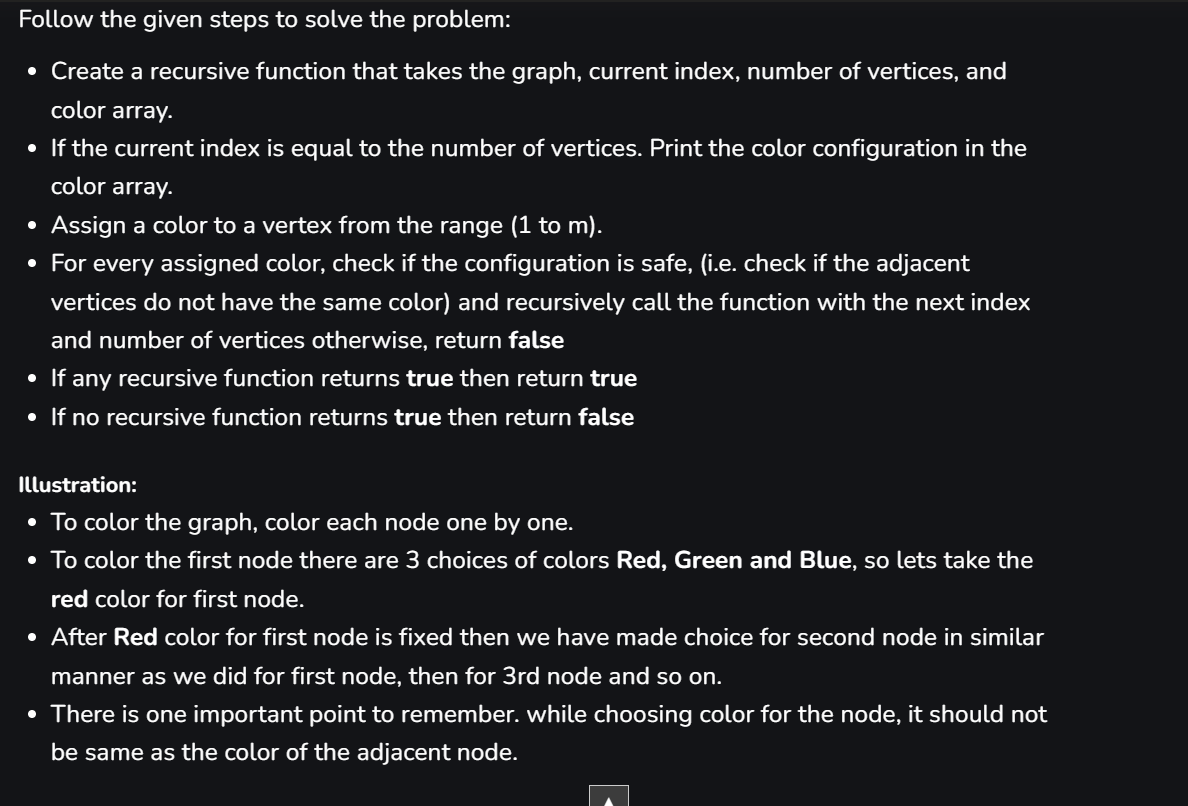 Follow the given steps to solve the problem:
• Create a recursive function that takes the graph, current index, number of vertices, and
color array.
• If the current index is equal to the number of vertices. Print the color configuration in the
color array.
• Assign a color to a vertex from the range (1 to m).
• For every assigned color, check if the configuration is safe, (i.e. check if the adjacent
vertices do not have the same color) and recursively call the function with the next index
and number of vertices otherwise, return false
• If any recursive function returns true then return true
• If no recursive function returns true then return false
Illustration:
• To color the graph, color each node one by one.
• To color the first node there are 3 choices of colors Red, Green and Blue, so lets take the
red color for first node.
• After Red color for first node is fixed then we have made choice for second node in similar
manner as we did for first node, then for 3rd node and so on.
• There is one important point to remember. while choosing color for the node, it should not
be same as the color of the adjacent node.